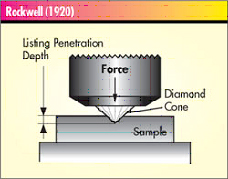 Rockwell (1920)
Listing Penetration
Depth
Force
Diamond
Cone
Sample